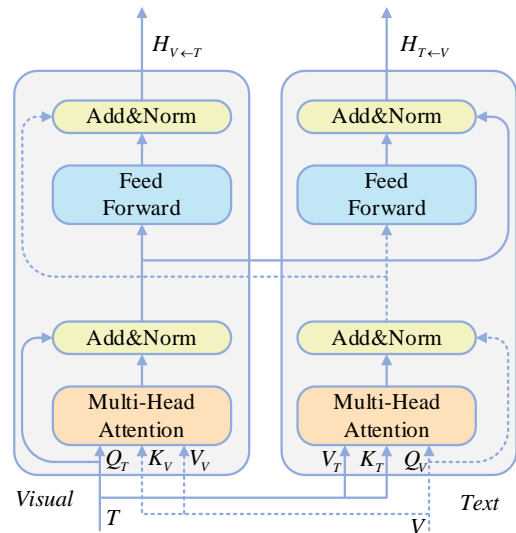 H_{V←T}
H_{T←V}
Add&Norm
Add&Norm
Feed
Forward
Feed
Forward
Add&Norm
Add&Norm
Multi-Head
Attention
Multi-Head
Attention
Q_T K_V V_V
V_T K_T Q_V
Visual
Text
T
V